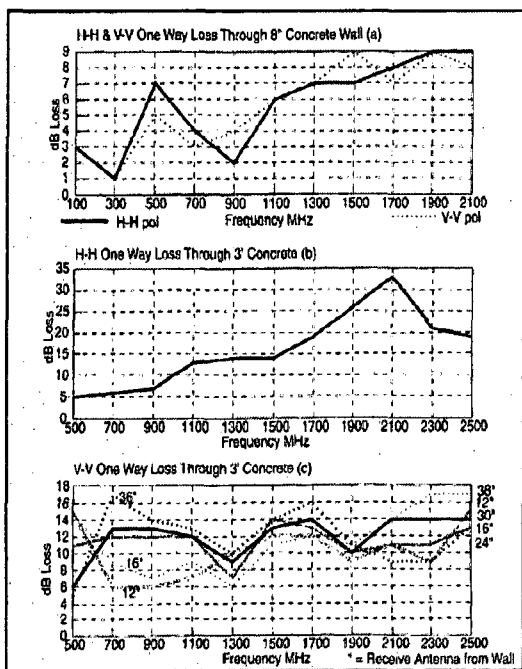 H-H & V-V One Way Loss Through 8" Concrete Wall (a)
dB Loss
9
8
7
6
5
4
3
2
1
0
100 300 500 700 900 1100 1300 1500 1700 1900 2100
H-H pol Frequency MHz V-V pol
H-H One Way Loss Through 3' Concrete (b)
dB Loss
35
30
25
20
15
10
5
0
500 700 900 1100 1300 1500 1700 1900 2100 2300 2500
Frequency MHz
V-V One Way Loss Through 3' Concrete (c)
dB Loss
18
16
14
12
10
8
6
4
2
0
36"
16"
12"
38"
12"
30"
16"
24"
500 700 900 1100 1300 1500 1700 1900 2100 2300 2500
Frequency MHz
" = Receive Antenna from Wall